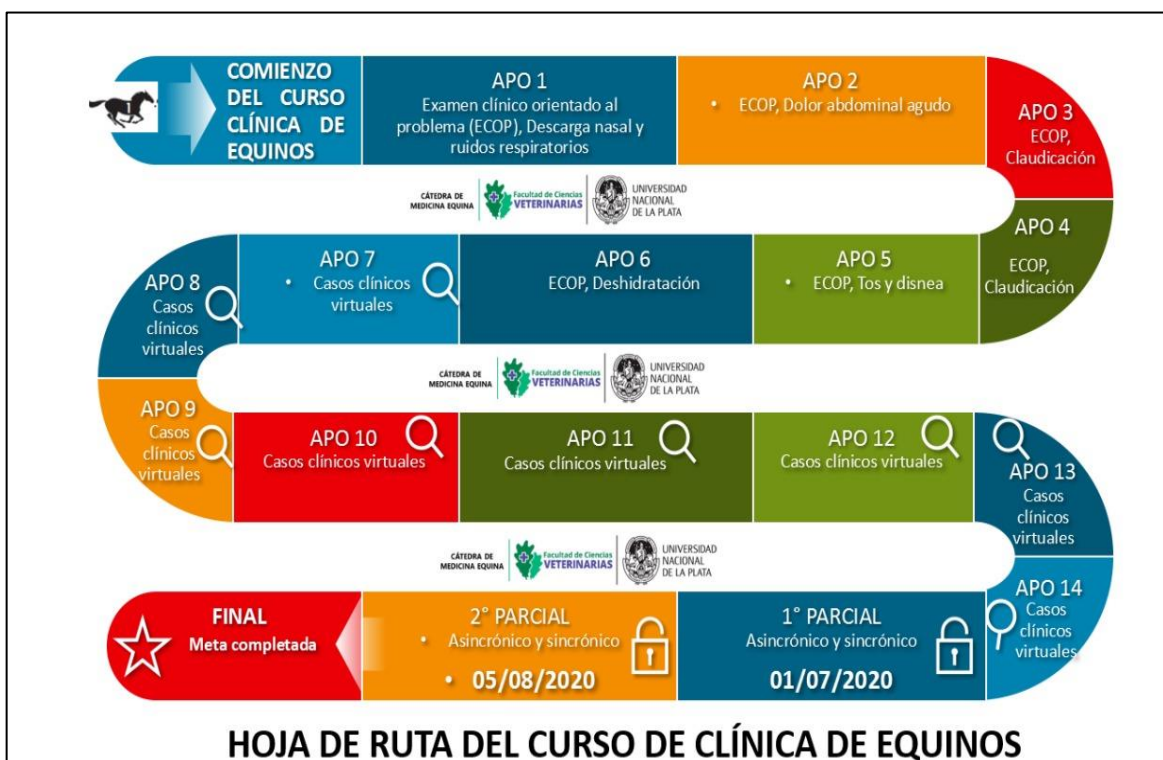 COMIENZO
DEL CURSO
CLÍNICA DE
EQUINOS
APO 1
Examen clínico orientado al
problema (ECOP), Descarga nasal y
ruidos respiratorios
APO 2
• ECOP, Dolor abdominal agudo
APO 3
ECOP,
Claudicación
CÁTEDRA DE
MEDICINA EQUINA
Facultad de Ciencias
VETERINARIAS
UNIVERSIDAD
NACIONAL
DE LA PLATA
APO 4
ECOP,
Claudicación
APO 5
• ECOP, Tos y disnea
APO 6
ECOP, Deshidratación
APO 7
• Casos clínicos
virtuales
APO 8
Casos
clínicos
virtuales
CÁTEDRA DE
MEDICINA EQUINA
Facultad de Ciencias
VETERINARIAS
UNIVERSIDAD
NACIONAL
DE LA PLATA
APO 9
Casos
clínicos
virtuales
APO 10
Casos clínicos virtuales
APO 11
Casos clínicos virtuales
APO 12
Casos clínicos virtuales
APO 13
Casos
clínicos
virtuales
CÁTEDRA DE
MEDICINA EQUINA
Facultad de Ciencias
VETERINARIAS
UNIVERSIDAD
NACIONAL
DE LA PLATA
APO 14
Casos
clínicos
virtuales
1° PARCIAL
Asincrónico y sincrónico
01/07/2020
2° PARCIAL
• Asincrónico y sincrónico
• 05/08/2020
FINAL
Meta completada
HOJA DE RUTA DEL CURSO DE CLÍNICA DE EQUINOS